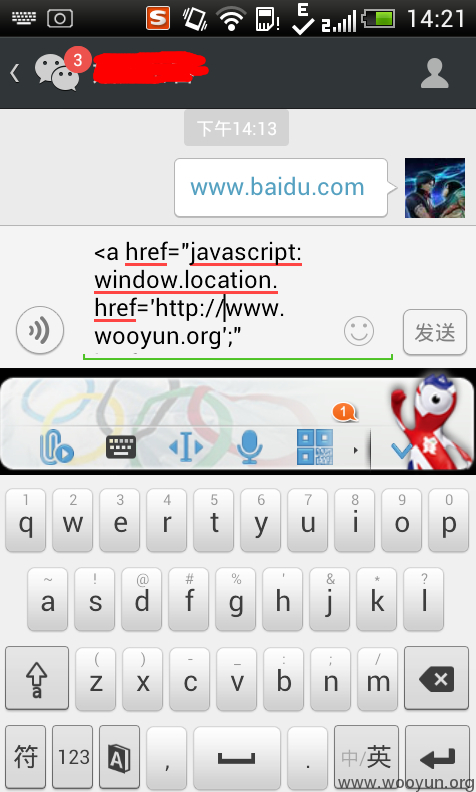 14:21
3
下午14:13
www.baidu.com
<a href="javascript:
window.location.
href='http://www.
wooyun.org';"
发送
1
1 2 3 4 5 6 7 8 9 0
q w e r t y u i o p
~ ! @ # % ' & * ?
a s d f g h j k l
( ) - _ : ; /
a z x c v b n m
符 123 A , . 中/英
www.wooyun.org